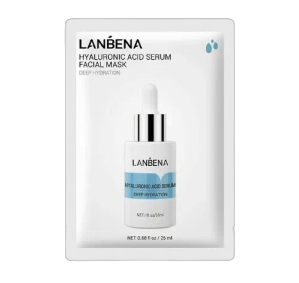 LANBENA
HYALURONIC ACID SERUM
FACIAL MASK
DEEP HYDRATION
LANBENA
HYALURONIC ACID SERUM
DEEP HYDRATION
NET: 0.88 fl oz / 25 ml